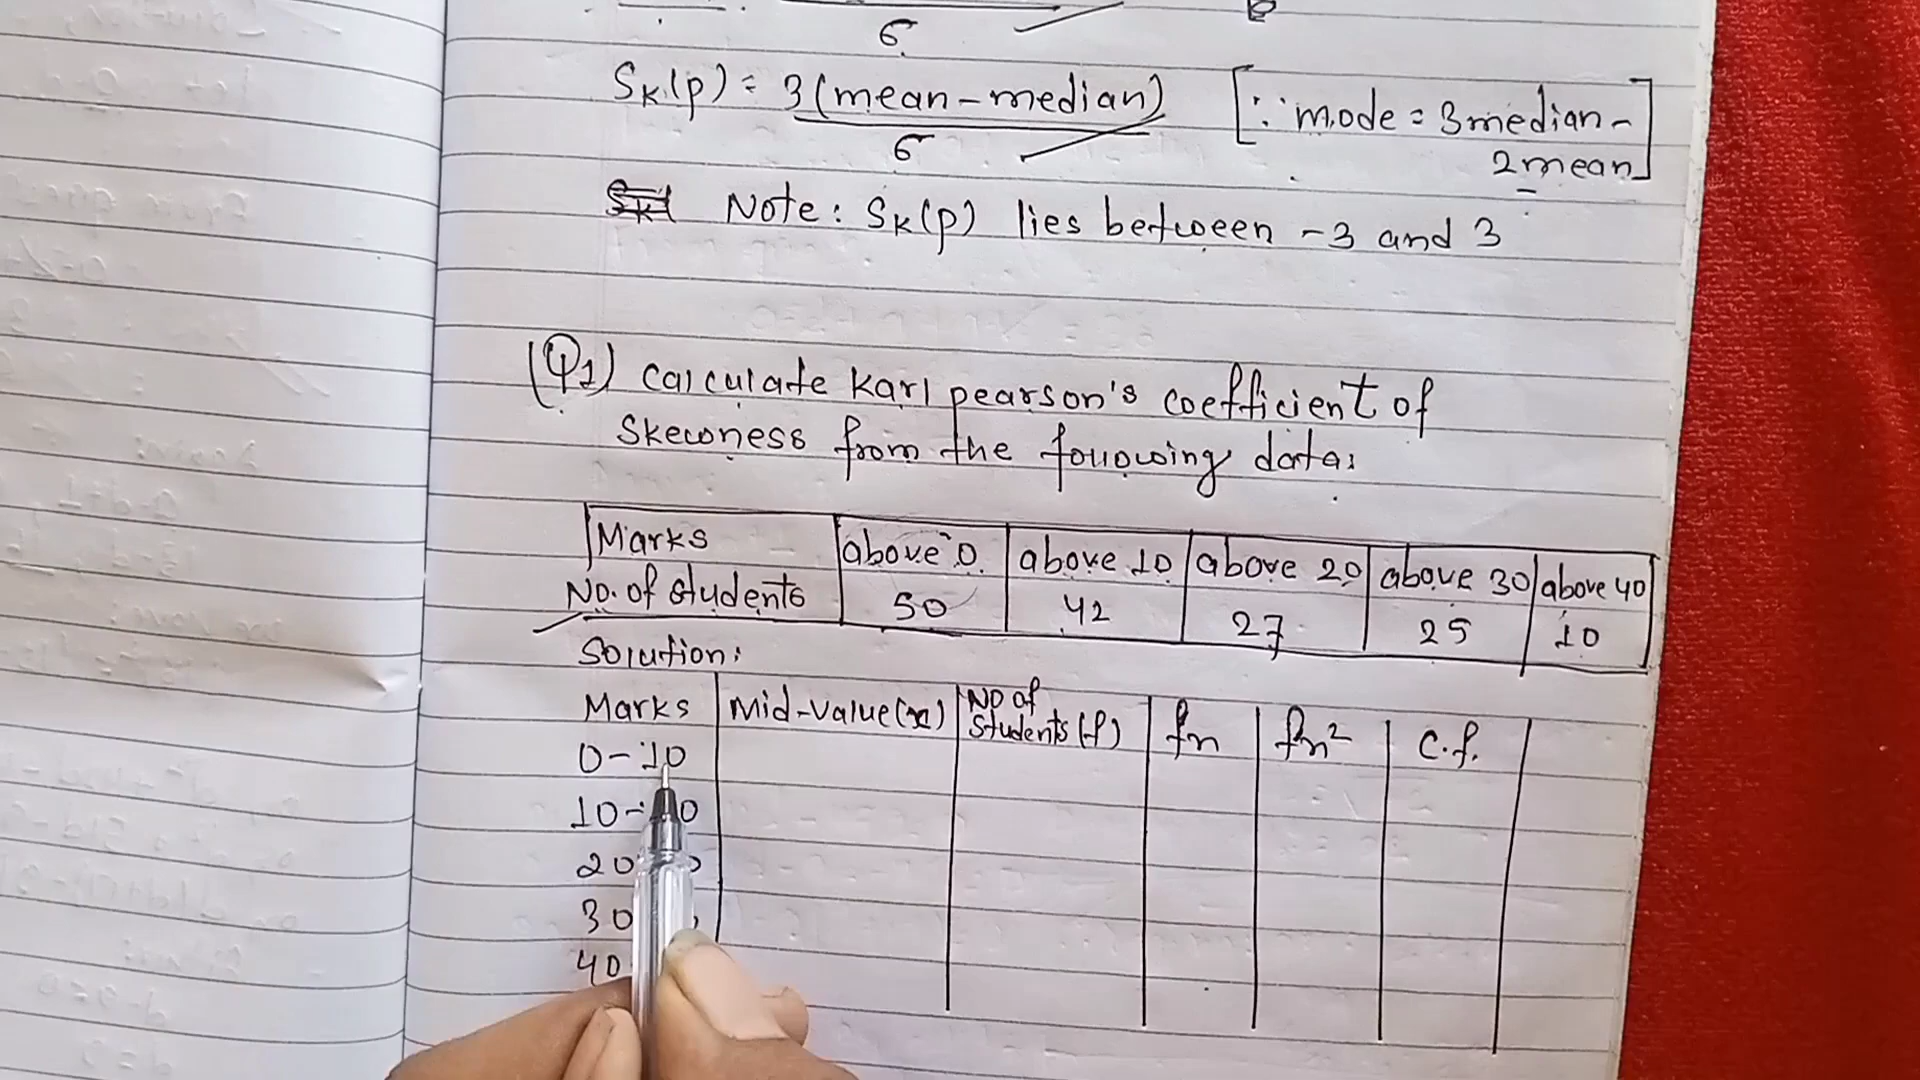 6
Sk(p) = 3(mean-median) [∵ mode = 3median-
6 2mean]
Note: Sk(p) lies between -3 and 3
(Q1) Calculate Karl pearson's coefficient of
Skewness from the following data:
Marks above 0 above 10 above 20 above 30 above 40
No. of students 50 42 27 25 10
Solution:
Marks Mid-value(x) No of Students (f) fx fx² c.f.
0-10
10-20
20
30
40